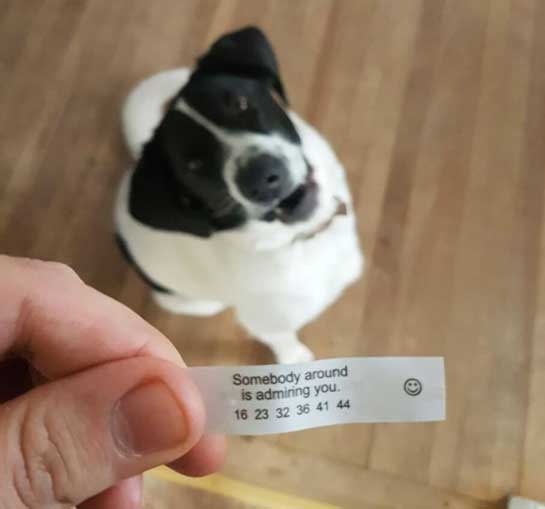 Somebody around
is admiring you.
16 23 32 36 41 44